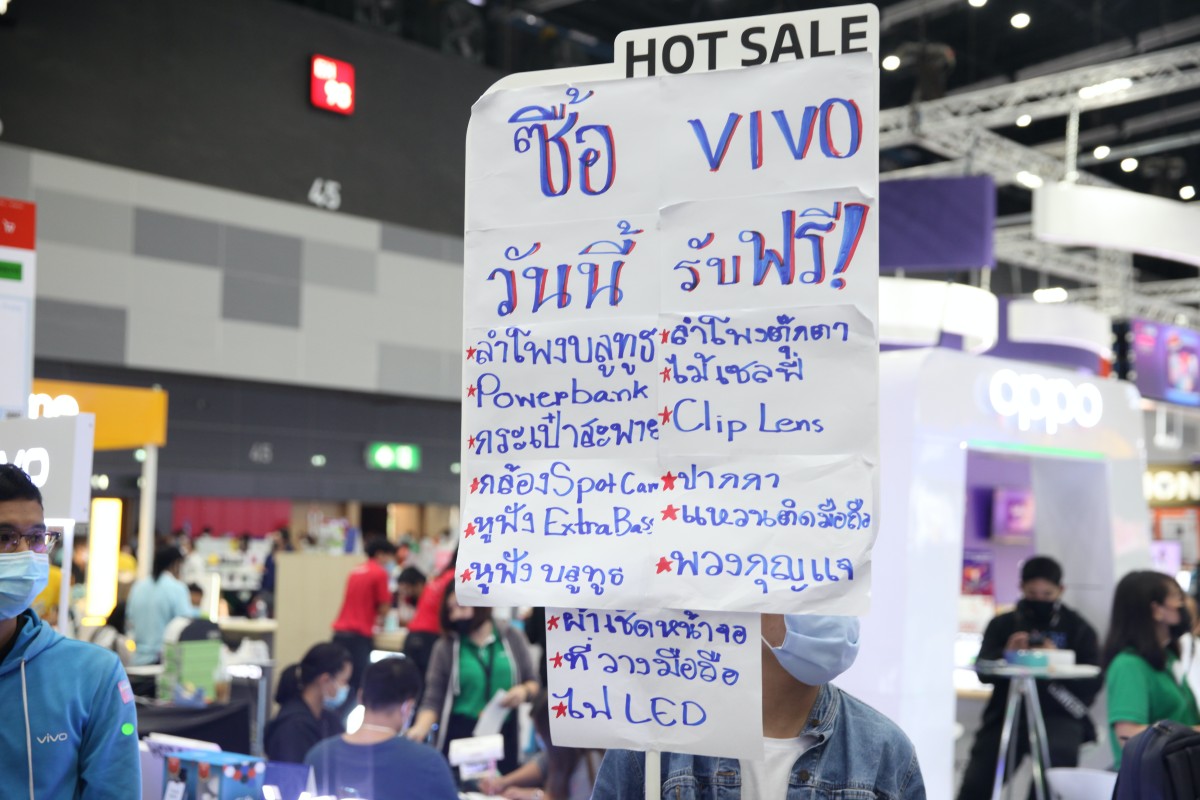 HOT SALE
ซื้อ VIVO
วันนี้ รับฟรี!
*ลำโพงบลูทูธ
*Powerbank
*กระเป๋าสะพาย
*กล้อง Spot Cam
*หูฟัง Extra Bass
*หูฟัง บลูทูธ
*ลำโพงตุ๊กตา
*ไม้เซลฟี่
*Clip Lens
*ปากกา
*แหวนติดมือถือ
*พวงกุญแจ
*ผ้าเช็ดหน้าจอ
*ที่วางมือถือ
*ไฟ LED
45
oppo
vivo